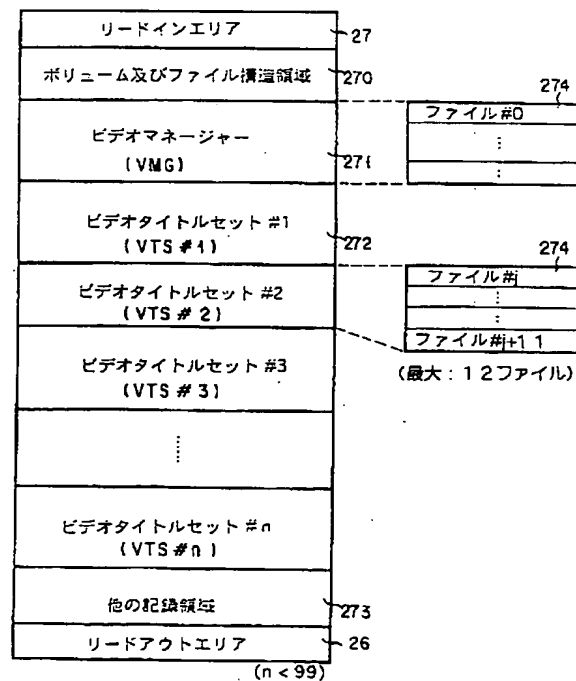 リードインエリア
27
ボリューム及びファイル構造領域
270
ビデオマネージャー
(VMG)
271
ビデオタイトルセット #1
(VTS #1)
272
ビデオタイトルセット #2
(VTS #2)
ビデオタイトルセット #3
(VTS #3)
ビデオタイトルセット #n
(VTS #n)
他の記録領域
273
リードアウトエリア
26
(n < 99)
274
ファイル#0
274
ファイル#j
ファイル#j+11
(最大:12ファイル)